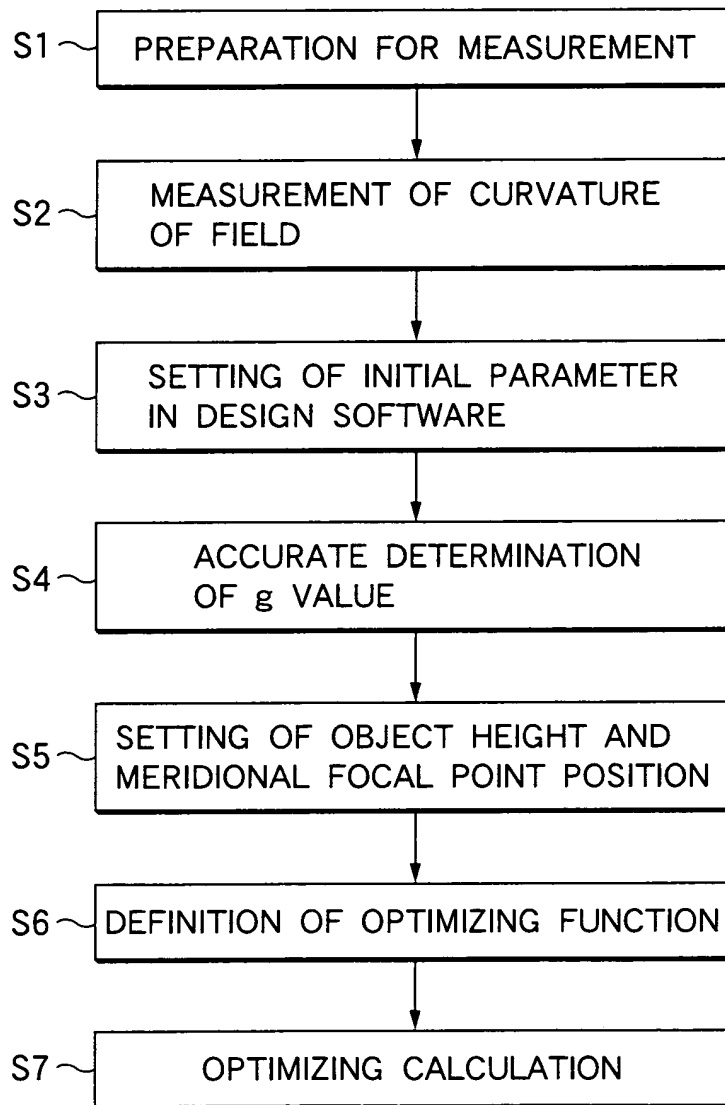 S1 PREPARATION FOR MEASUREMENT
S2 MEASUREMENT OF CURVATURE
OF FIELD
S3 SETTING OF INITIAL PARAMETER
IN DESIGN SOFTWARE
S4 ACCURATE DETERMINATION
OF g VALUE
S5 SETTING OF OBJECT HEIGHT AND
MERIDIONAL FOCAL POINT POSITION
S6 DEFINITION OF OPTIMIZING FUNCTION
S7 OPTIMIZING CALCULATION